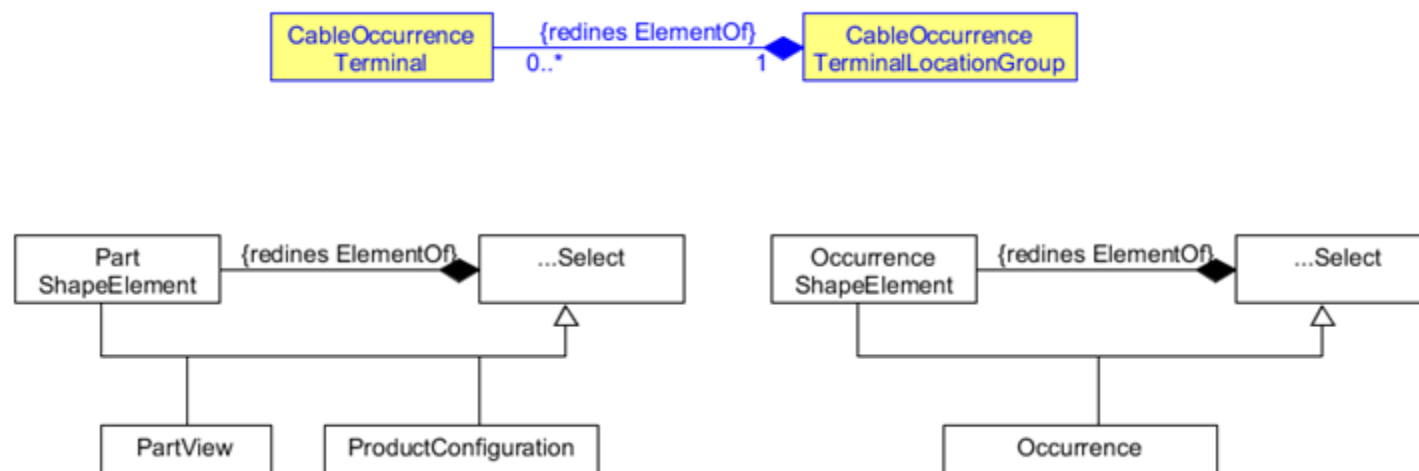 CableOccurrence
Terminal
{redines ElementOf}
0..*
1
CableOccurrence
TerminalLocationGroup
Part
ShapeElement
{redines ElementOf}
...Select
Occurrence
ShapeElement
{redines ElementOf}
...Select
PartView
ProductConfiguration
Occurrence